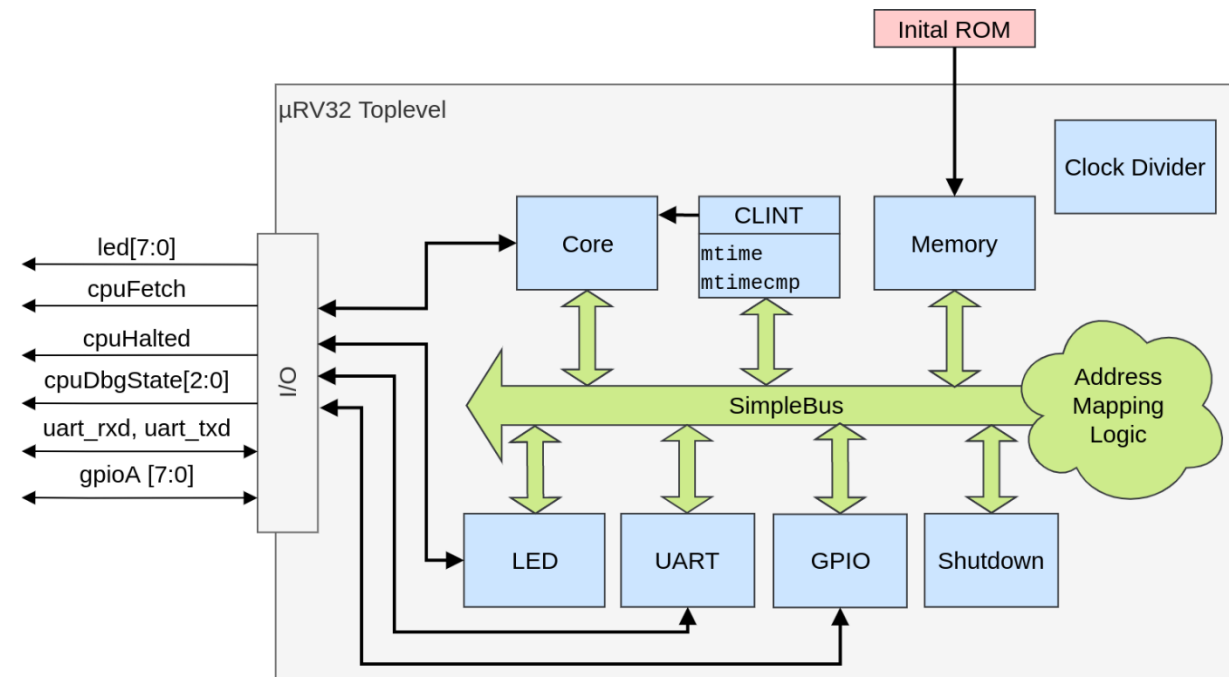 Inital ROM
µRV32 Toplevel
Clock Divider
CLINT
Core
Memory
mtime
mtimecmp
led[7:0]
cpuFetch
cpuHalted
cpuDbgState[2:0]
uart_rxd, uart_txd
gpioA [7:0]
I/O
SimpleBus
Address
Mapping
Logic
LED
UART
GPIO
Shutdown